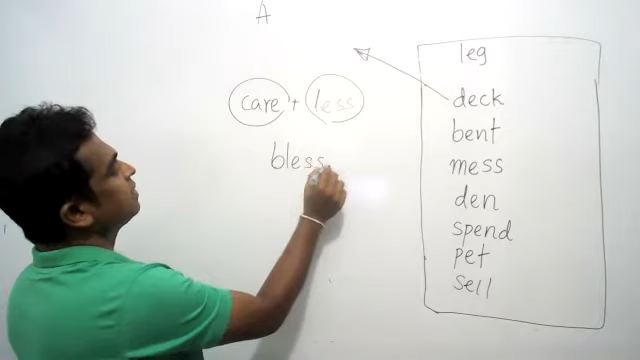 A
care + less
bless
leg
deck
bent
mess
den
spend
pet
sell